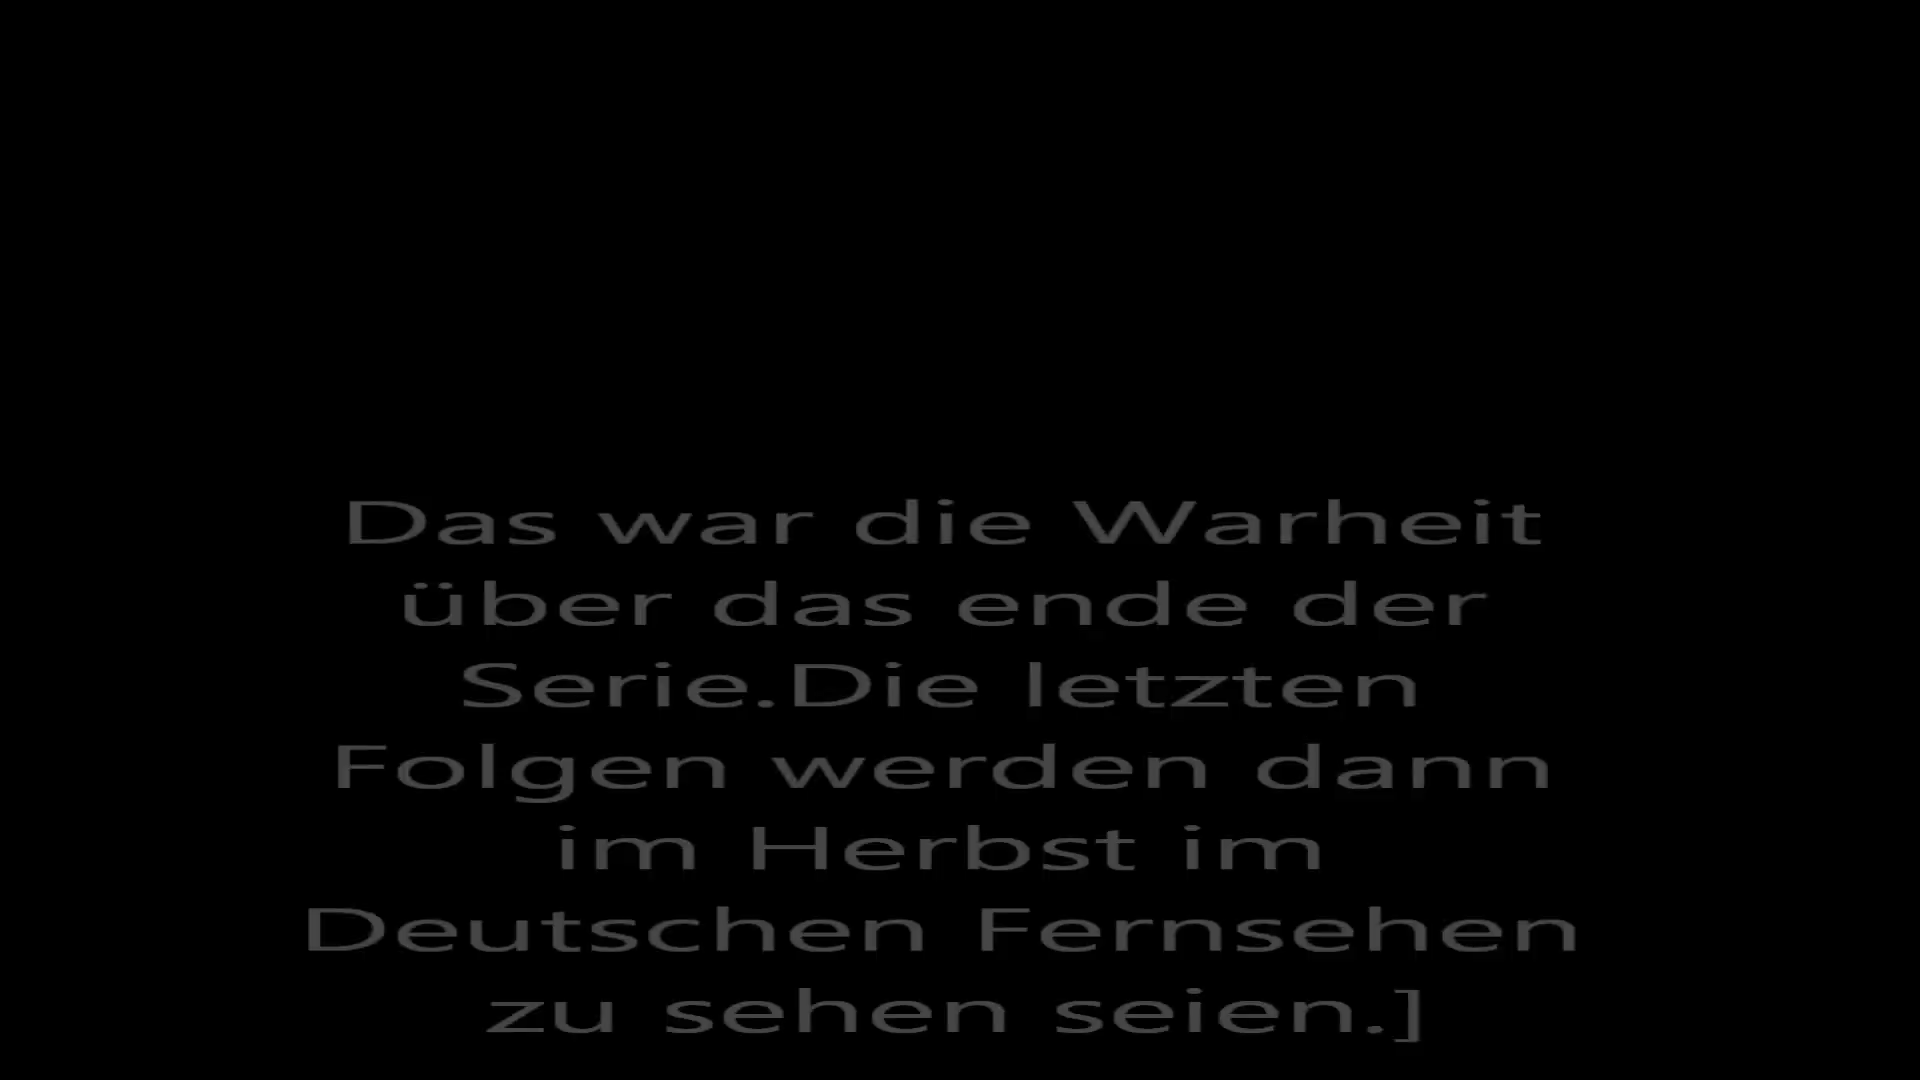 Das war die Warheit
über das ende der
Serie.Die letzten
Folgen werden dann
im Herbst im
Deutschen Fernsehen
zu sehen seien.]